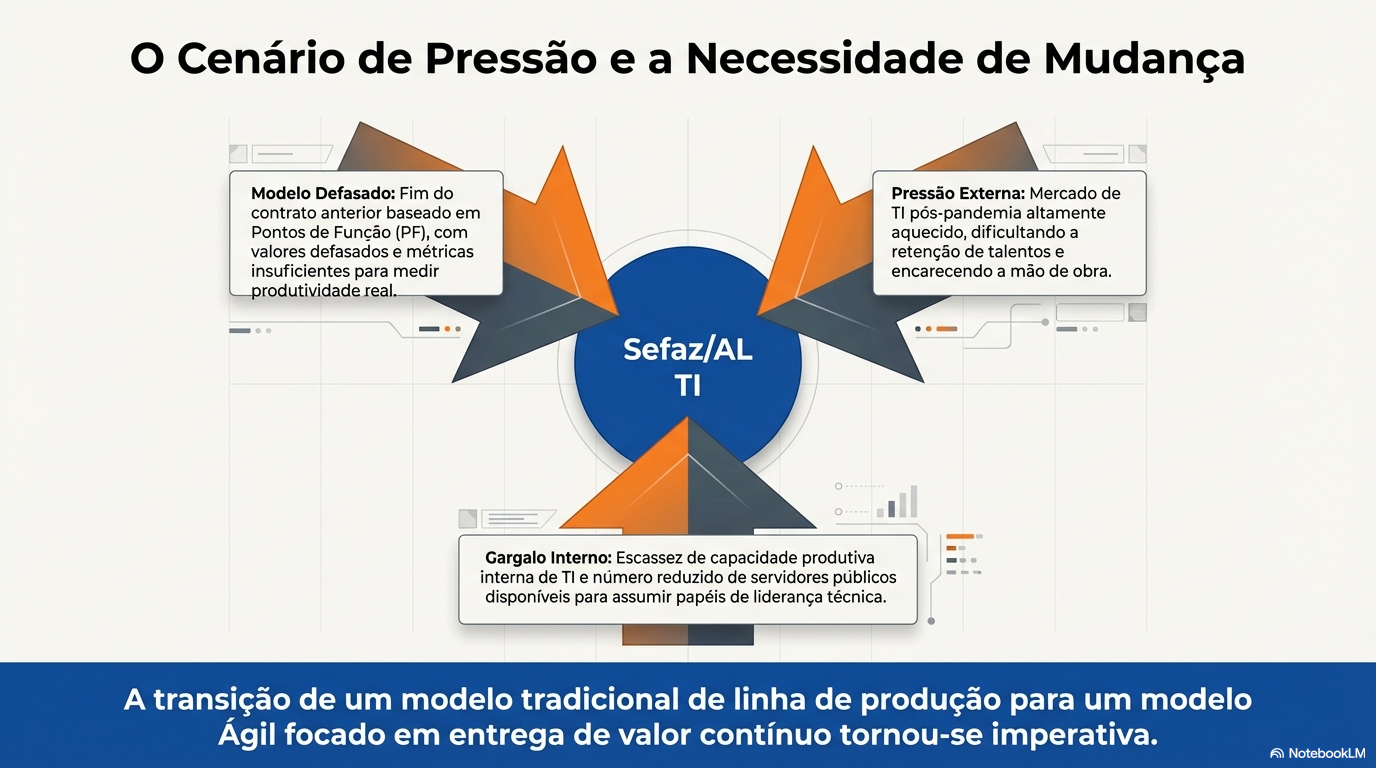 O Cenário de Pressão e a Necessidade de Mudança
Modelo Defasado: Fim do
contrato anterior baseado em
Pontos de Função (PF), com
valores defasados e métricas
insuficientes para medir
produtividade real.
Pressão Externa: Mercado de
TI pós-pandemia altamente
aquecido, dificultando a
retenção de talentos e
encarecendo a mão de obra.
Sefaz/AL
TI
Gargalo Interno: Escassez de capacidade produtiva
interna de TI e número reduzido de servidores públicos
disponíveis para assumir papéis de liderança técnica.
A transição de um modelo tradicional de linha de produção para um modelo
Ágil focado em entrega de valor contínuo tornou-se imperativa.
NotebookLM